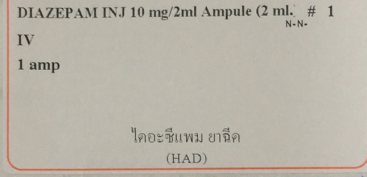 DIAZEPAM INJ 10 mg/2ml Ampule (2 ml. # 1
N-N-
IV
1 amp
ไดอะซีแพม ยาฉีด
(HAD)